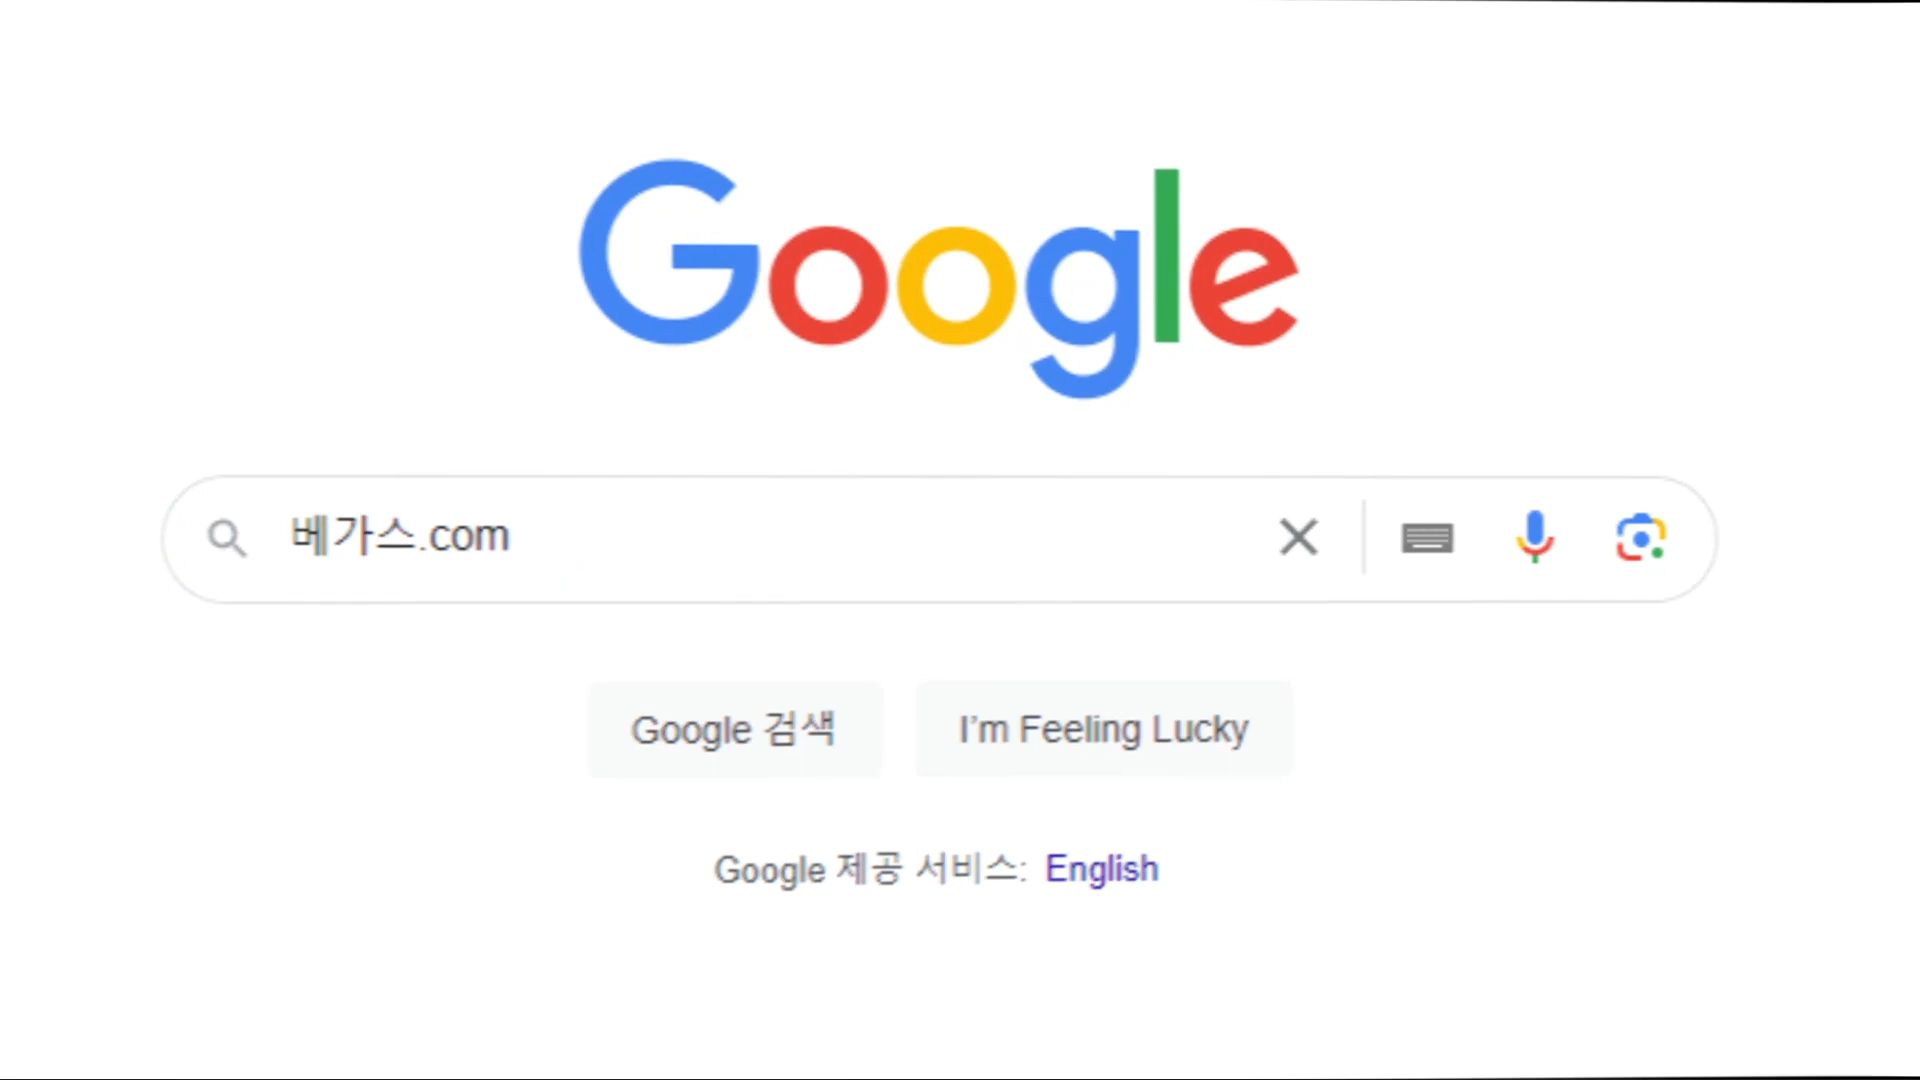 Google
베가스.com
Google 검색
I'm Feeling Lucky
Google 제공 서비스: English